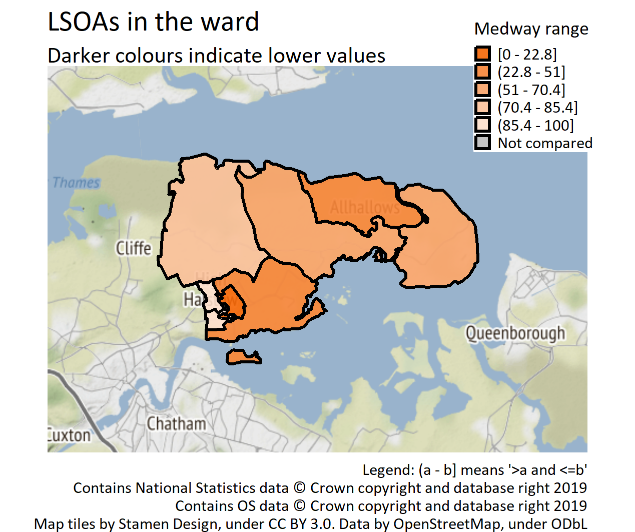 LSOAs in the ward
Darker colours indicate lower values
Medway range
[0 - 22.8]
(22.8 - 51]
(51 - 70.4]
(70.4 - 85.4]
(85.4 - 100]
Not compared
Thames
Allhallows
Cliffe
Ha
Queenborough
Chatham
Luxton
Legend: (a - b] means '>a and <=b'
Contains National Statistics data © Crown copyright and database right 2019
Contains OS data © Crown copyright and database right 2019
Map tiles by Stamen Design, under CC BY 3.0. Data by OpenStreetMap, under ODbL